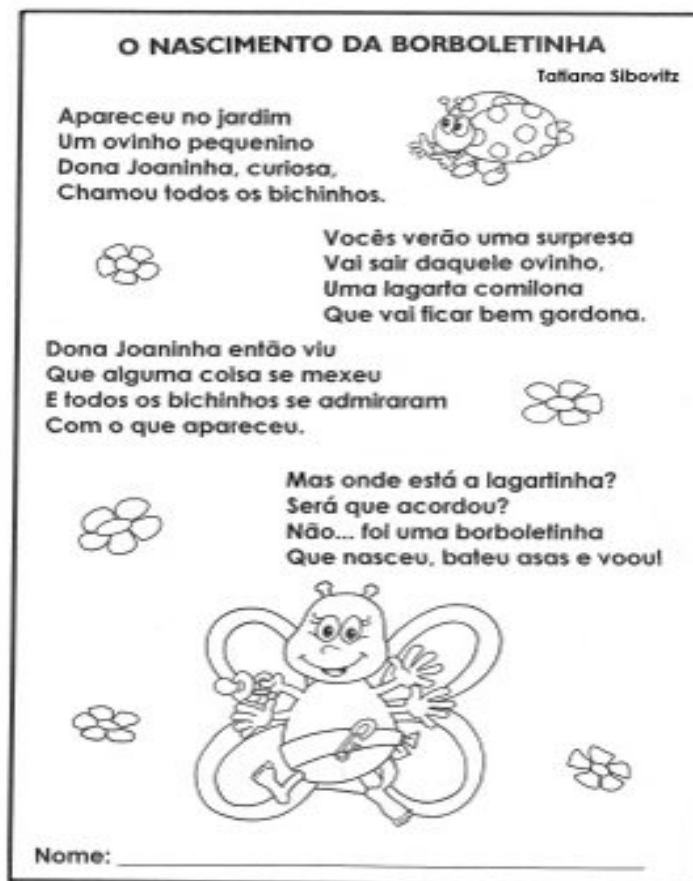 O NASCIMENTO DA BORBOLETINHA
Tatiana Sibovitz
Apareceu no jardim
Um ovinho pequenino
Dona Joaninha, curiosa,
Chamou todos os bichinhos.
Vocês verão uma surpresa
Vai sair daquele ovinho,
Uma lagarta comilona
Que vai ficar bem gordona.
Dona Joaninha então viu
Que alguma coisa se mexeu
E todos os bichinhos se admiraram
Com o que apareceu.
Mas onde está a lagartinha?
Será que acordou?
Não... foi uma borboletinha
Que nasceu, bateu asas e voou!
Nome: